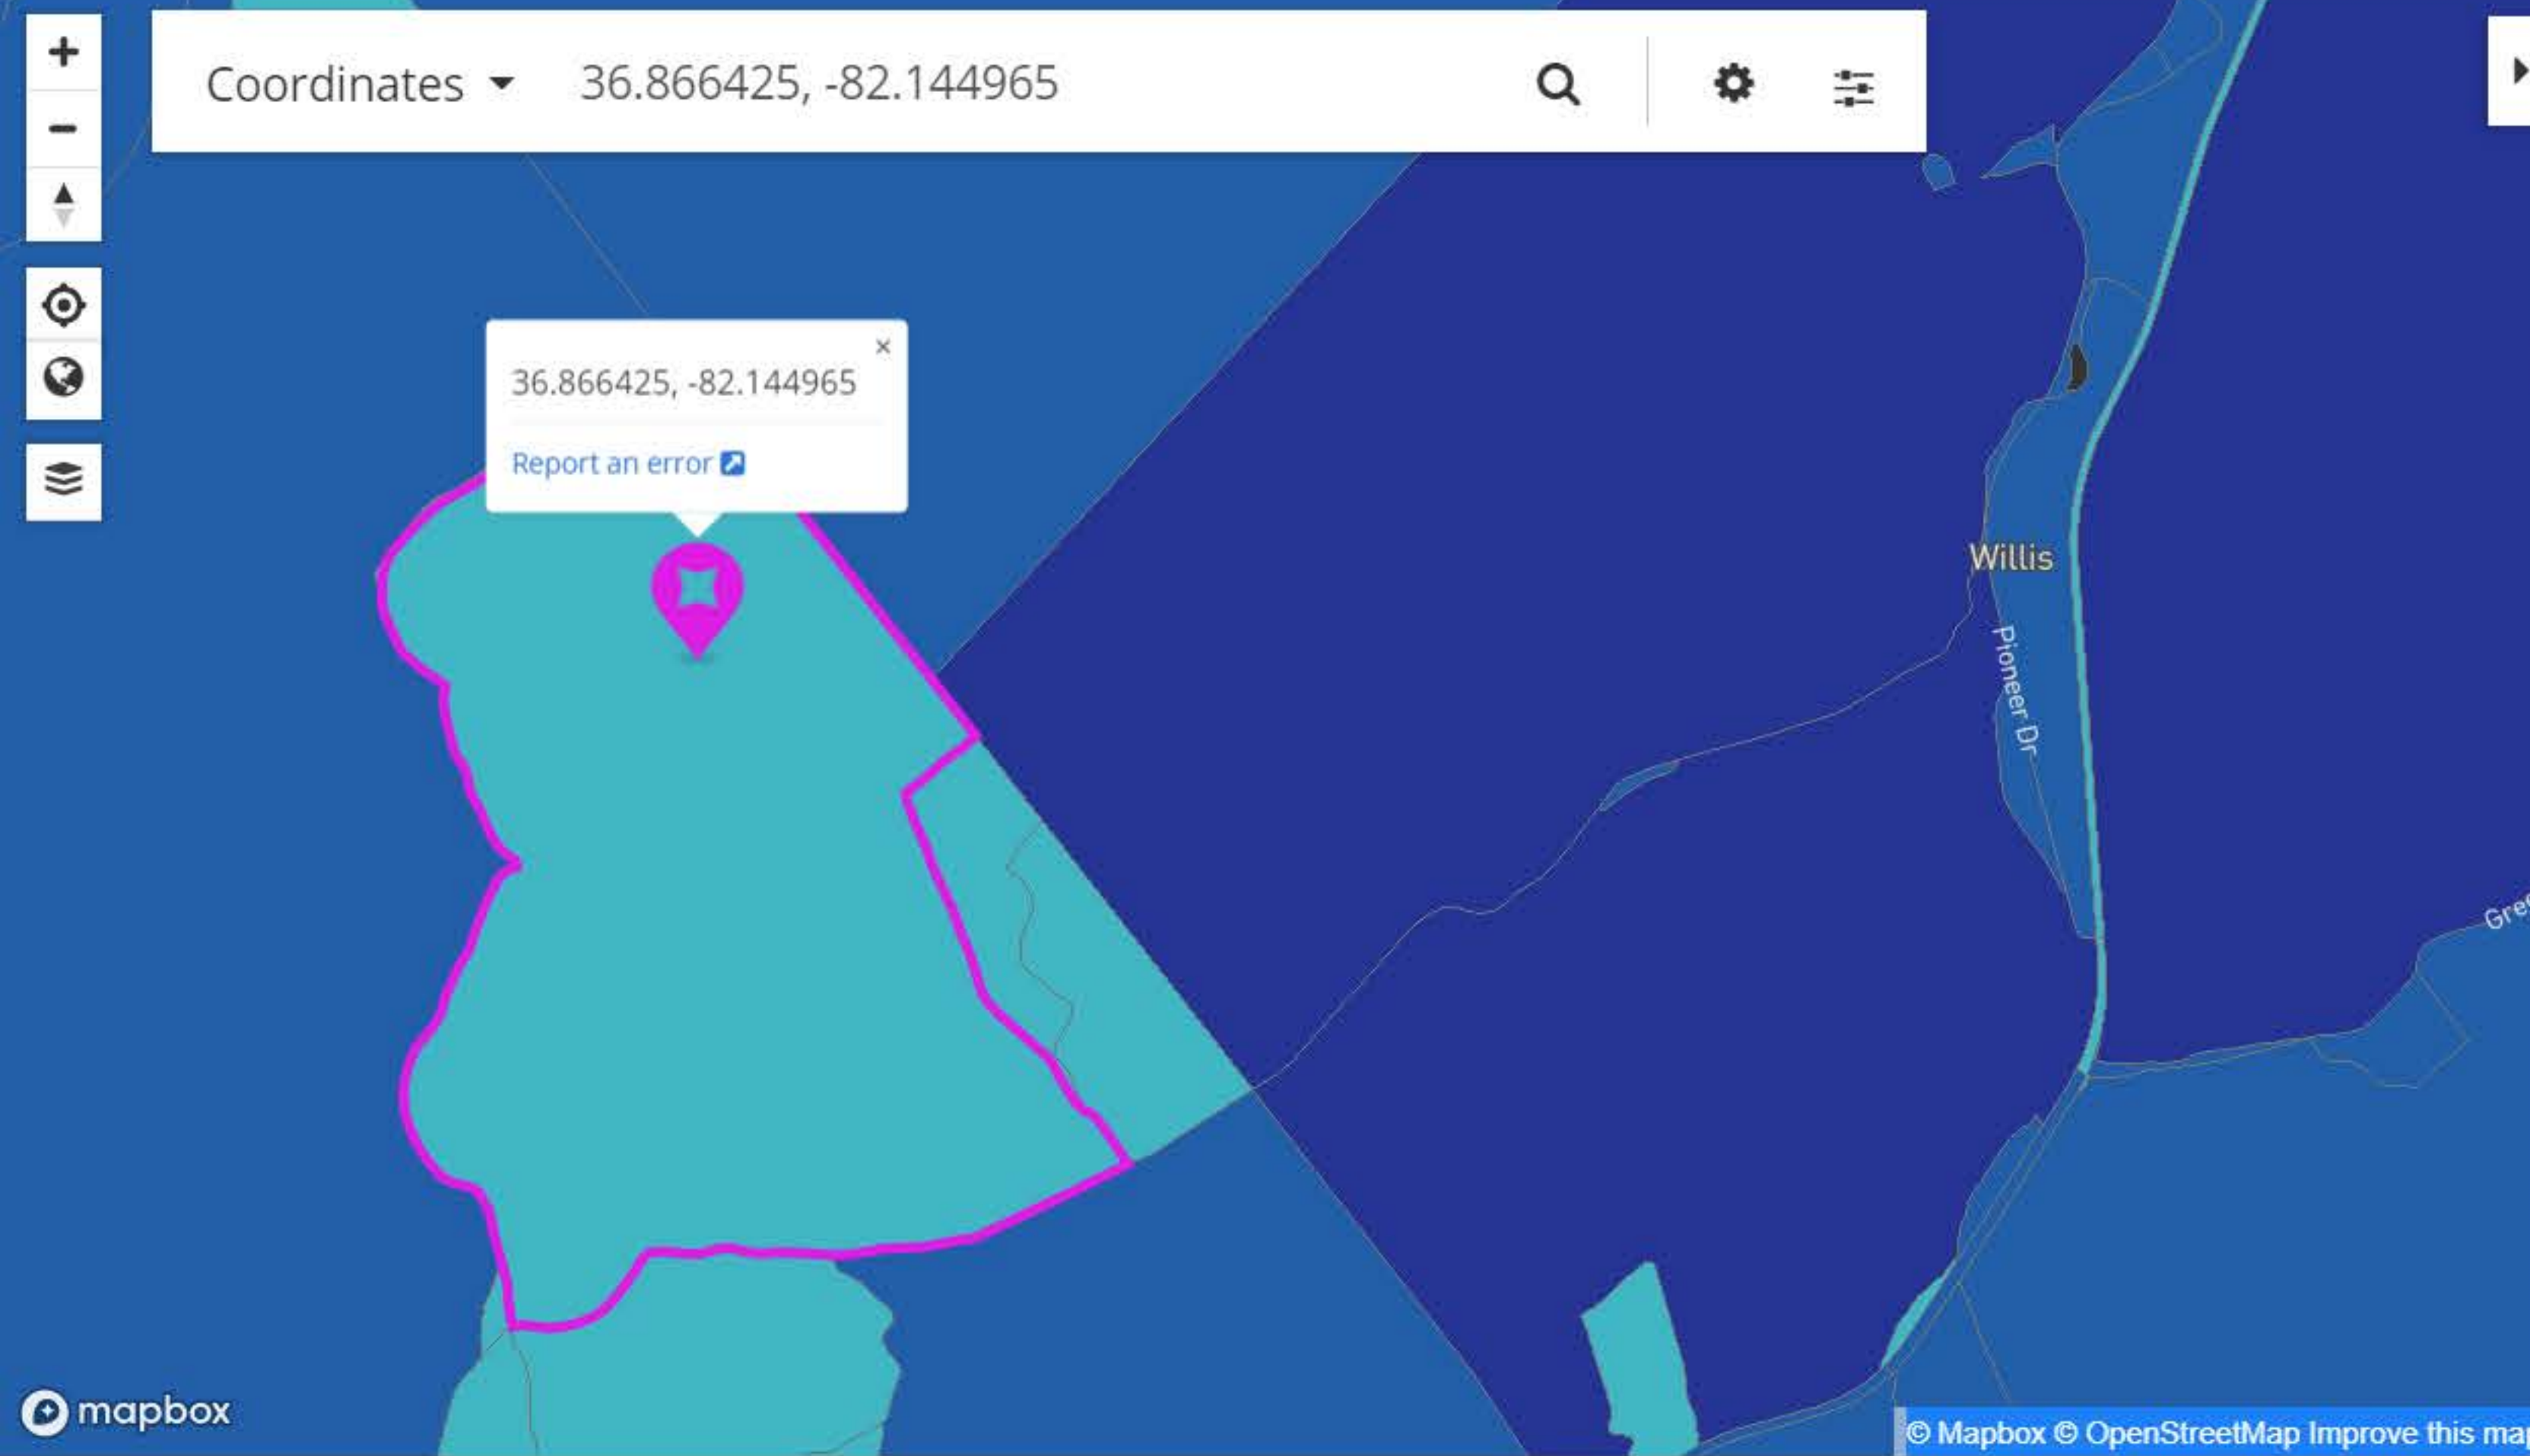 Coordinates 36.866425, -82.144965
36.866425, -82.144965
Report an error
Willis
Pioneer Dr
mapbox
© Mapbox © OpenStreetMap Improve this